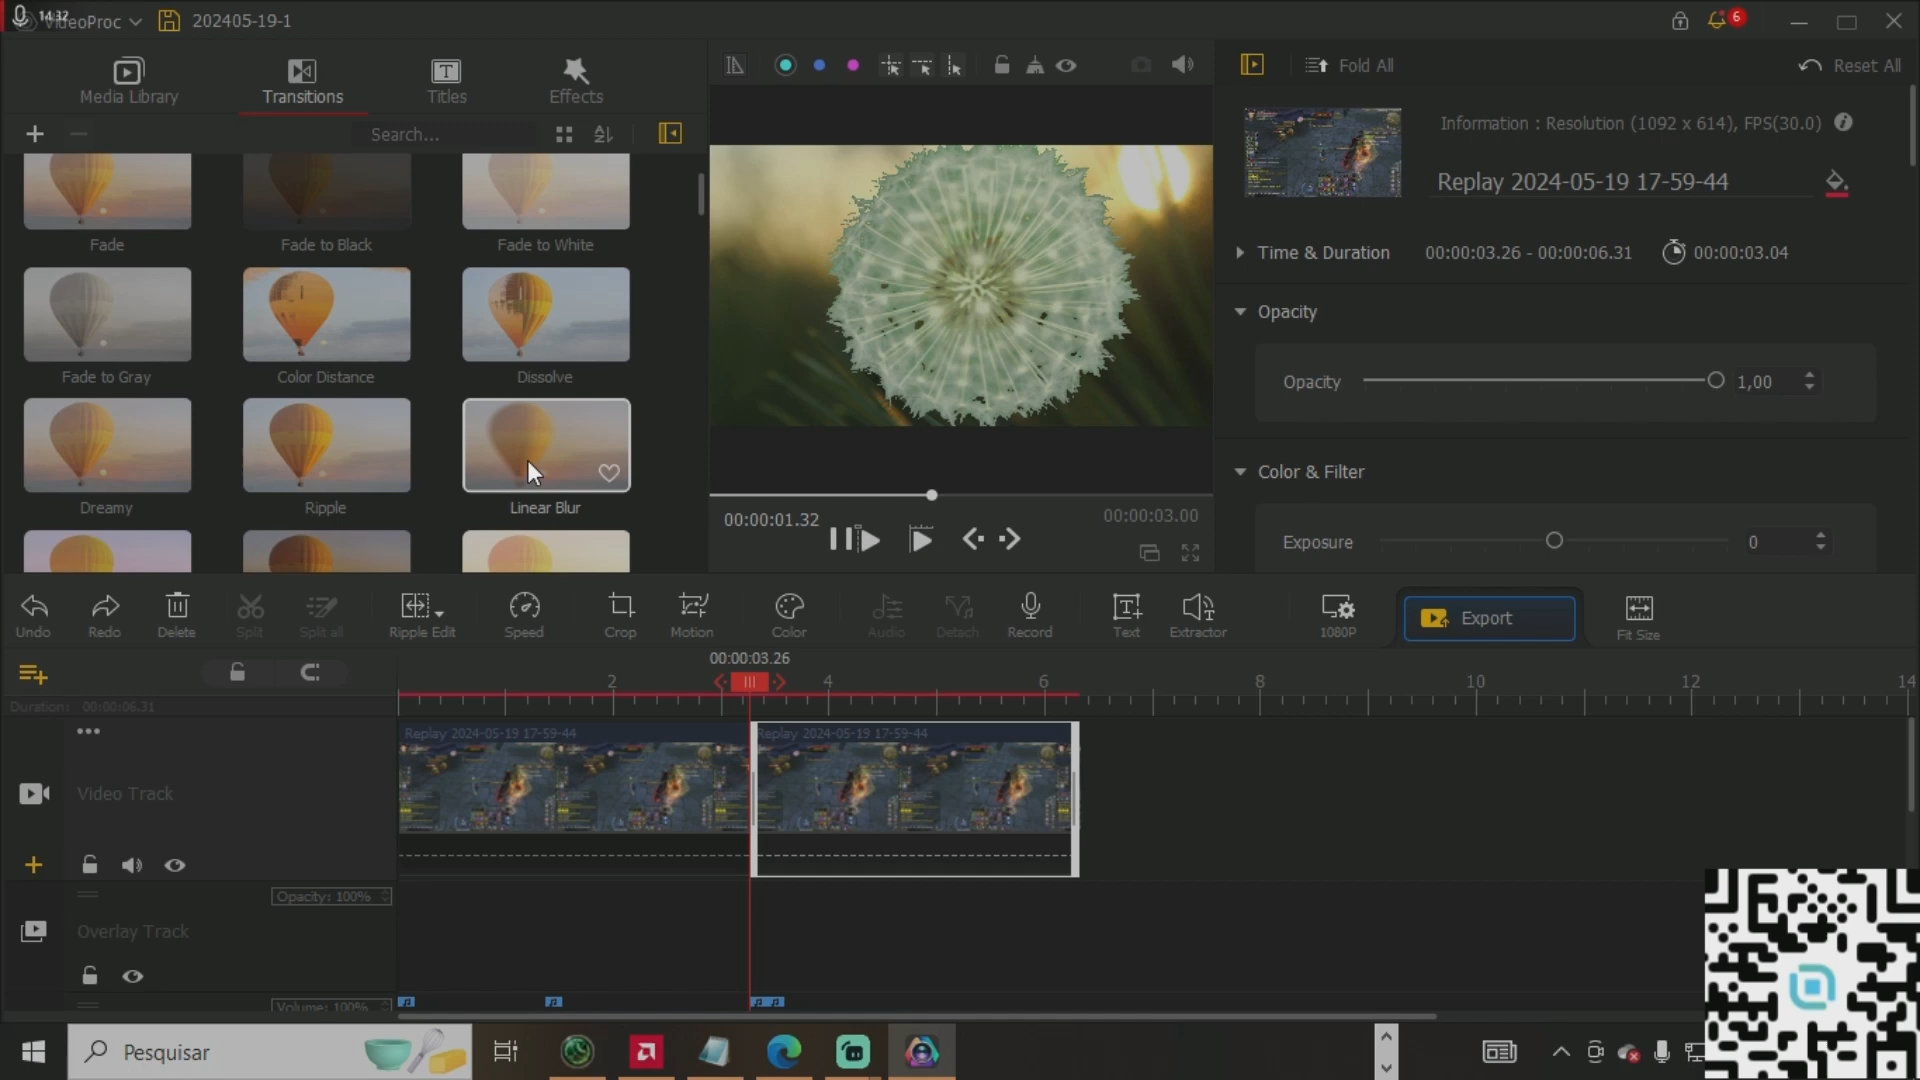 14:32
VideoProc
202405-19-1
6
Media Library
Transitions
Titles
Effects
Search...
Fade
Fade to Black
Fade to White
Fade to Gray
Color Distance
Dissolve
Dreamy
Ripple
Linear Blur
00:00:01.32
00:00:03.00
Fold All
Reset All
Information : Resolution (1092 x 614), FPS(30.0)
Replay 2024-05-19 17-59-44
Time & Duration
00:00:03.26 - 00:00:06.31
00:00:03.04
Opacity
Opacity
1,00
Color & Filter
Exposure
0
Undo
Redo
Delete
Split
Split all
Ripple Edit
Speed
Crop
Motion
Color
Audio
Detach
Record
Text
Extractor
1080P
Export
Fit Size
00:00:03.26
2
4
6
8
10
12
14
Duration: 00:00:06.31
Replay 2024-05-19 17-59-44
Replay 2024-05-19 17-59-44
Video Track
Opacity: 100%
Overlay Track
Volume: 100%
Pesquisar